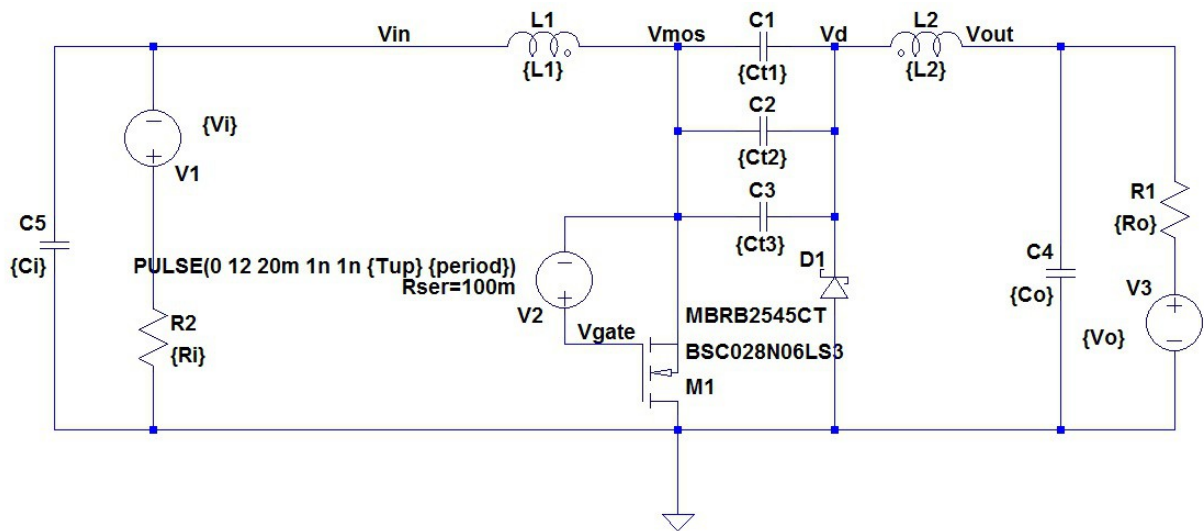 L1
C1
L2
Vin
Vmos
Vd
Vout
{L1}
{Ct1}
{L2}
C2
{Vi}
−
+
V1
{Ct2}
C3
R1
{Ro}
C5
{Ci}
PULSE(0 12 20m 1n 1n {Tup} {period})
Rser=100m
−
+
V2
{Ct3}
D1
C4
{Co}
V3
+
−
{Vo}
R2
{Ri}
Vgate
MBRB2545CT
BSC028N06LS3
M1